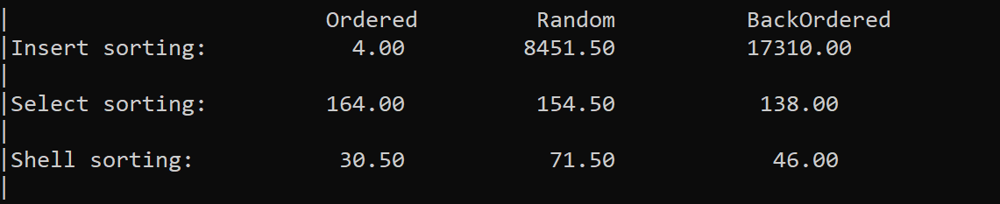 | Ordered Random BackOrdered
|Insert sorting: 4.00 8451.50 17310.00
|
|Select sorting: 164.00 154.50 138.00
|
|Shell sorting: 30.50 71.50 46.00
|